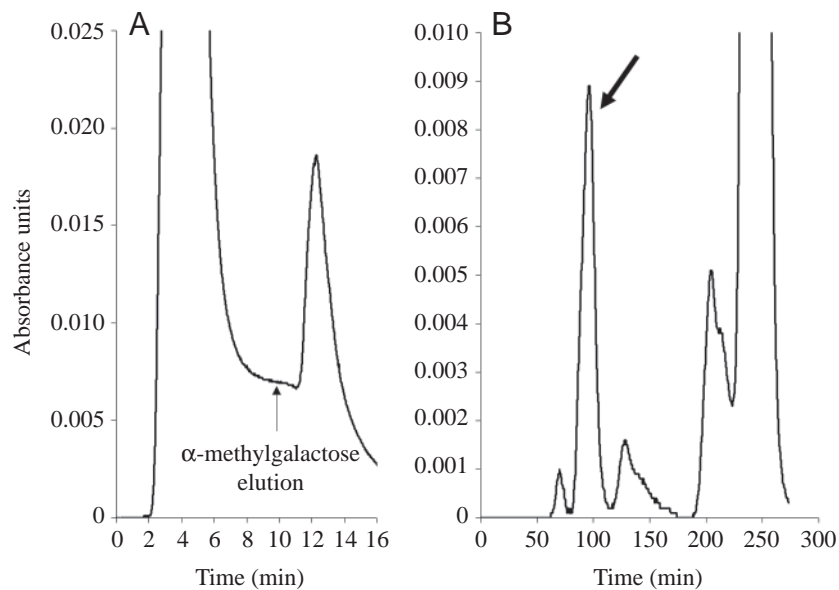 A
0.025
0.020
0.015
0.010
0.005
0
Absorbance units
α-methylgalactose
elution
0 2 4 6 8 10 12 14 16
Time (min)
B
0.010
0.009
0.008
0.007
0.006
0.005
0.004
0.003
0.002
0.001
0
0 50 100 150 200 250 300
Time (min)